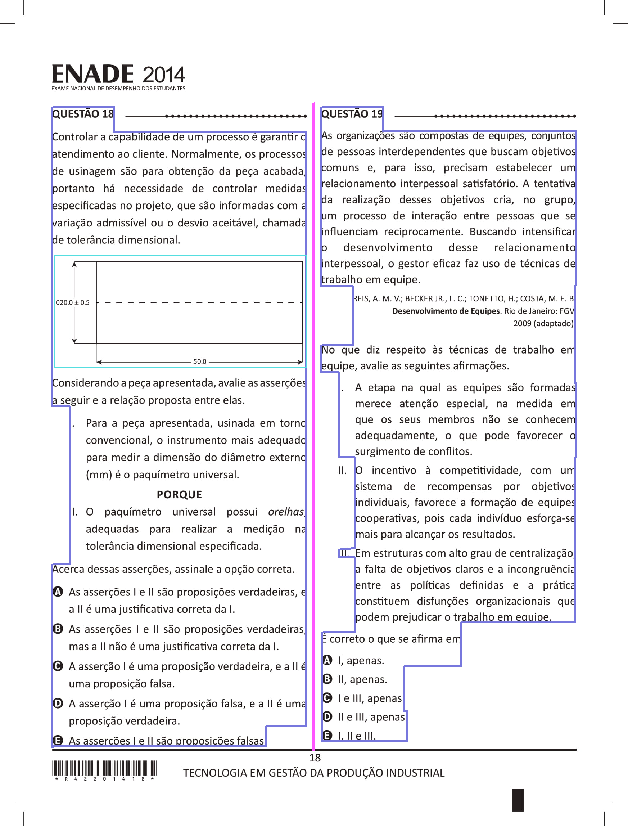 ENADE 2014
EXAME NACIONAL DE DESEMPENHO DOS ESTUDANTES
QUESTÃO 18
Controlar a capabilidade de um processo é garantir o
atendimento ao cliente. Normalmente, os processos
de usinagem são para obtenção da peça acabada,
portanto há necessidade de controlar medidas
especificadas no projeto, que são informadas com a
variação admissível ou o desvio aceitável, chamada
de tolerância dimensional.
020.0 ± 0.5
50.0
Considerando a peça apresentada, avalie as asserções
a seguir e a relação proposta entre elas.
I. Para a peça apresentada, usinada em torno
convencional, o instrumento mais adequado
para medir a dimensão do diâmetro externo
(mm) é o paquímetro universal.
PORQUE
I. O paquímetro universal possui orelhas,
adequadas para realizar a medição na
tolerância dimensional especificada.
Acerca dessas asserções, assinale a opção correta.
A As asserções I e II são proposições verdadeiras, e
a II é uma justificativa correta da I.
B As asserções I e II são proposições verdadeiras,
mas a II não é uma justificativa correta da I.
C A asserção I é uma proposição verdadeira, e a II é
uma proposição falsa.
D A asserção I é uma proposição falsa, e a II é uma
proposição verdadeira.
E As asserções I e II são proposições falsas.
QUESTÃO 19
As organizações são compostas de equipes, conjuntos
de pessoas interdependentes que buscam objetivos
comuns e, para isso, precisam estabelecer um
relacionamento interpessoal satisfatório. A tentativa
da realização desses objetivos cria, no grupo,
um processo de interação entre pessoas que se
influenciam reciprocamente. Buscando intensificar
o desenvolvimento desse relacionamento
interpessoal, o gestor eficaz faz uso de técnicas de
trabalho em equipe.
REIS, A. M. V.; BECKER JR., L. C.; TONETTO, H.; COSTA, M. E. B.
Desenvolvimento de Equipes. Rio de Janeiro: FGV
2009 (adaptado)
No que diz respeito às técnicas de trabalho em
equipe, avalie as seguintes afirmações.
I. A etapa na qual as equipes são formadas
merece atenção especial, na medida em
que os seus membros não se conhecem
adequadamente, o que pode favorecer o
surgimento de conflitos.
II. O incentivo à competitividade, com um
sistema de recompensas por objetivos
individuais, favorece a formação de equipes
cooperativas, pois cada indivíduo esforça-se
mais para alcançar os resultados.
III. Em estruturas com alto grau de centralização,
a falta de objetivos claros e a incongruência
entre as políticas definidas e a prática
constituem disfunções organizacionais que
podem prejudicar o trabalho em equipe.
É correto o que se afirma em
A I, apenas.
B II, apenas.
C I e III, apenas.
D II e III, apenas.
E I, II e III.
18
TECNOLOGIA EM GESTÃO DA PRODUÇÃO INDUSTRIAL